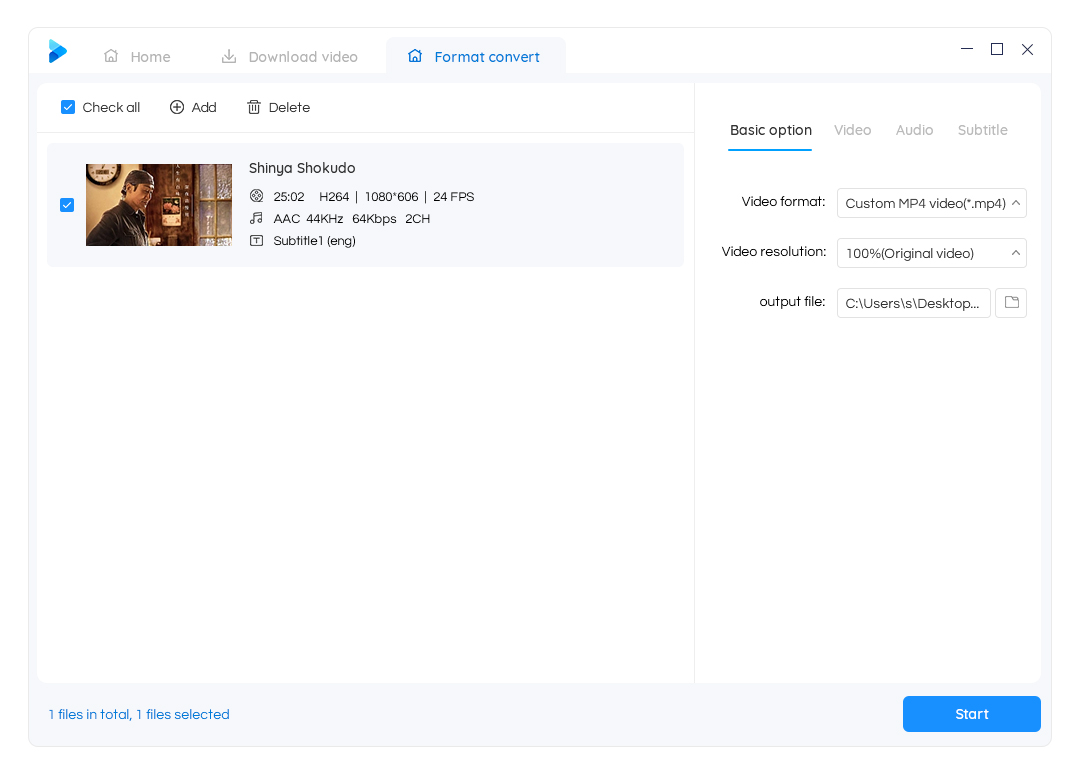 Home
Download video
Format convert
Check all
Add
Delete
Shinya Shokudo
25:02 H264 | 1080*606 | 24 FPS
AAC 44KHz 64Kbps 2CH
Subtitle1 (eng)
Basic option
Video
Audio
Subtitle
Video format: Custom MP4 video(*.mp4)
Video resolution: 100%(Original video)
output file: C:\Users\s\Desktop...
1 files in total, 1 files selected
Start